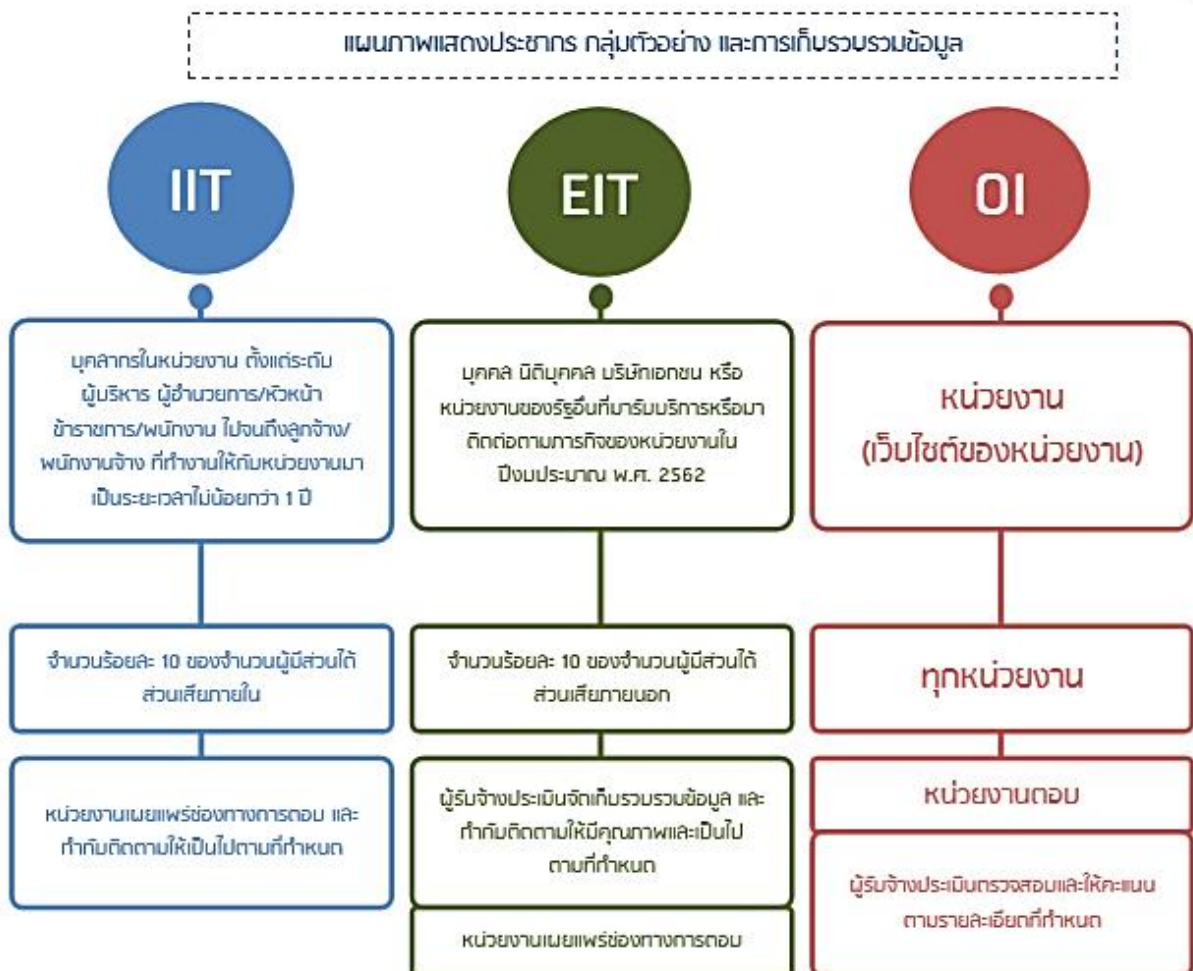 แผนภาพแสดงประชากร กลุ่มตัวอย่าง และการเก็บรวบรวมข้อมูล
IIT
บุคลากรในหน่วยงาน ตั้งแต่ระดับ
ผู้บริหาร ผู้อำนวยการ/หัวหน้า
ข้าราชการ/พนักงาน ไปจนถึงลูกจ้าง/
พนักงานจ้าง ที่ทำงานให้กับหน่วยงานมา
เป็นระยะเวลาไม่น้อยกว่า 1 ปี
จำนวนร้อยละ 10 ของจำนวนผู้มีส่วนได้
ส่วนเสียภายใน
หน่วยงานเผยแพร่ช่องทางการตอบ และ
กำกับติดตามให้เป็นไปตามที่กำหนด
EIT
บุคคล นิติบุคคล บริษัทเอกชน หรือ
หน่วยงานของรัฐอื่นที่มารับบริการหรือมา
ติดต่อตามภารกิจของหน่วยงานใน
ปีงบประมาณ พ.ศ. 2562
จำนวนร้อยละ 10 ของจำนวนผู้มีส่วนได้
ส่วนเสียภายนอก
ผู้รับจ้างประเมินจัดเก็บรวบรวมข้อมูล และ
กำกับติดตามให้มีคุณภาพและเป็นไป
ตามที่กำหนด
หน่วยงานเผยแพร่ช่องทางการตอบ
OI
หน่วยงาน
(เว็บไซต์ของหน่วยงาน)
ทุกหน่วยงาน
หน่วยงานตอบ
ผู้รับจ้างประเมินตรวจสอบและให้คะแนน
ตามรายละเอียดที่กำหนด